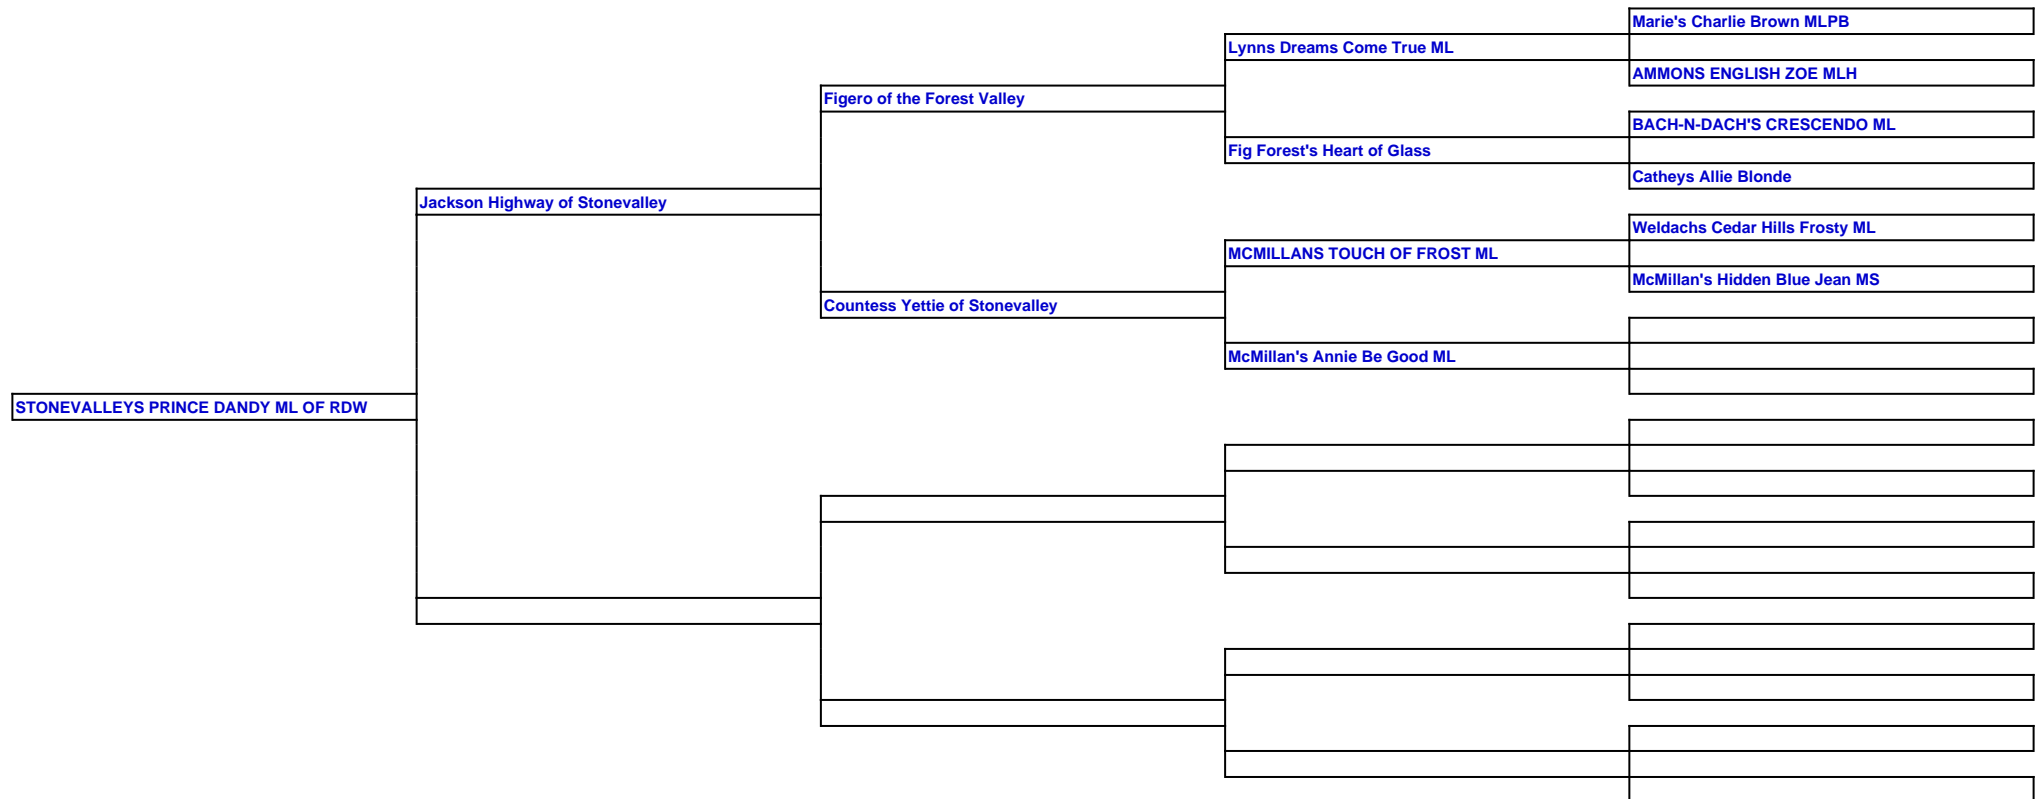 Marie's Charlie Brown MLPB
Lynns Dreams Come True ML
AMMONS ENGLISH ZOE MLH
Figero of the Forest Valley
BACH-N-DACH'S CRESCENDO ML
Fig Forest's Heart of Glass
Catheys Allie Blonde
Jackson Highway of Stonevalley
Weldachs Cedar Hills Frosty ML
MCMILLANS TOUCH OF FROST ML
McMillan's Hidden Blue Jean MS
Countess Yettie of Stonevalley
McMillan's Annie Be Good ML
STONEVALLEYS PRINCE DANDY ML OF RDW